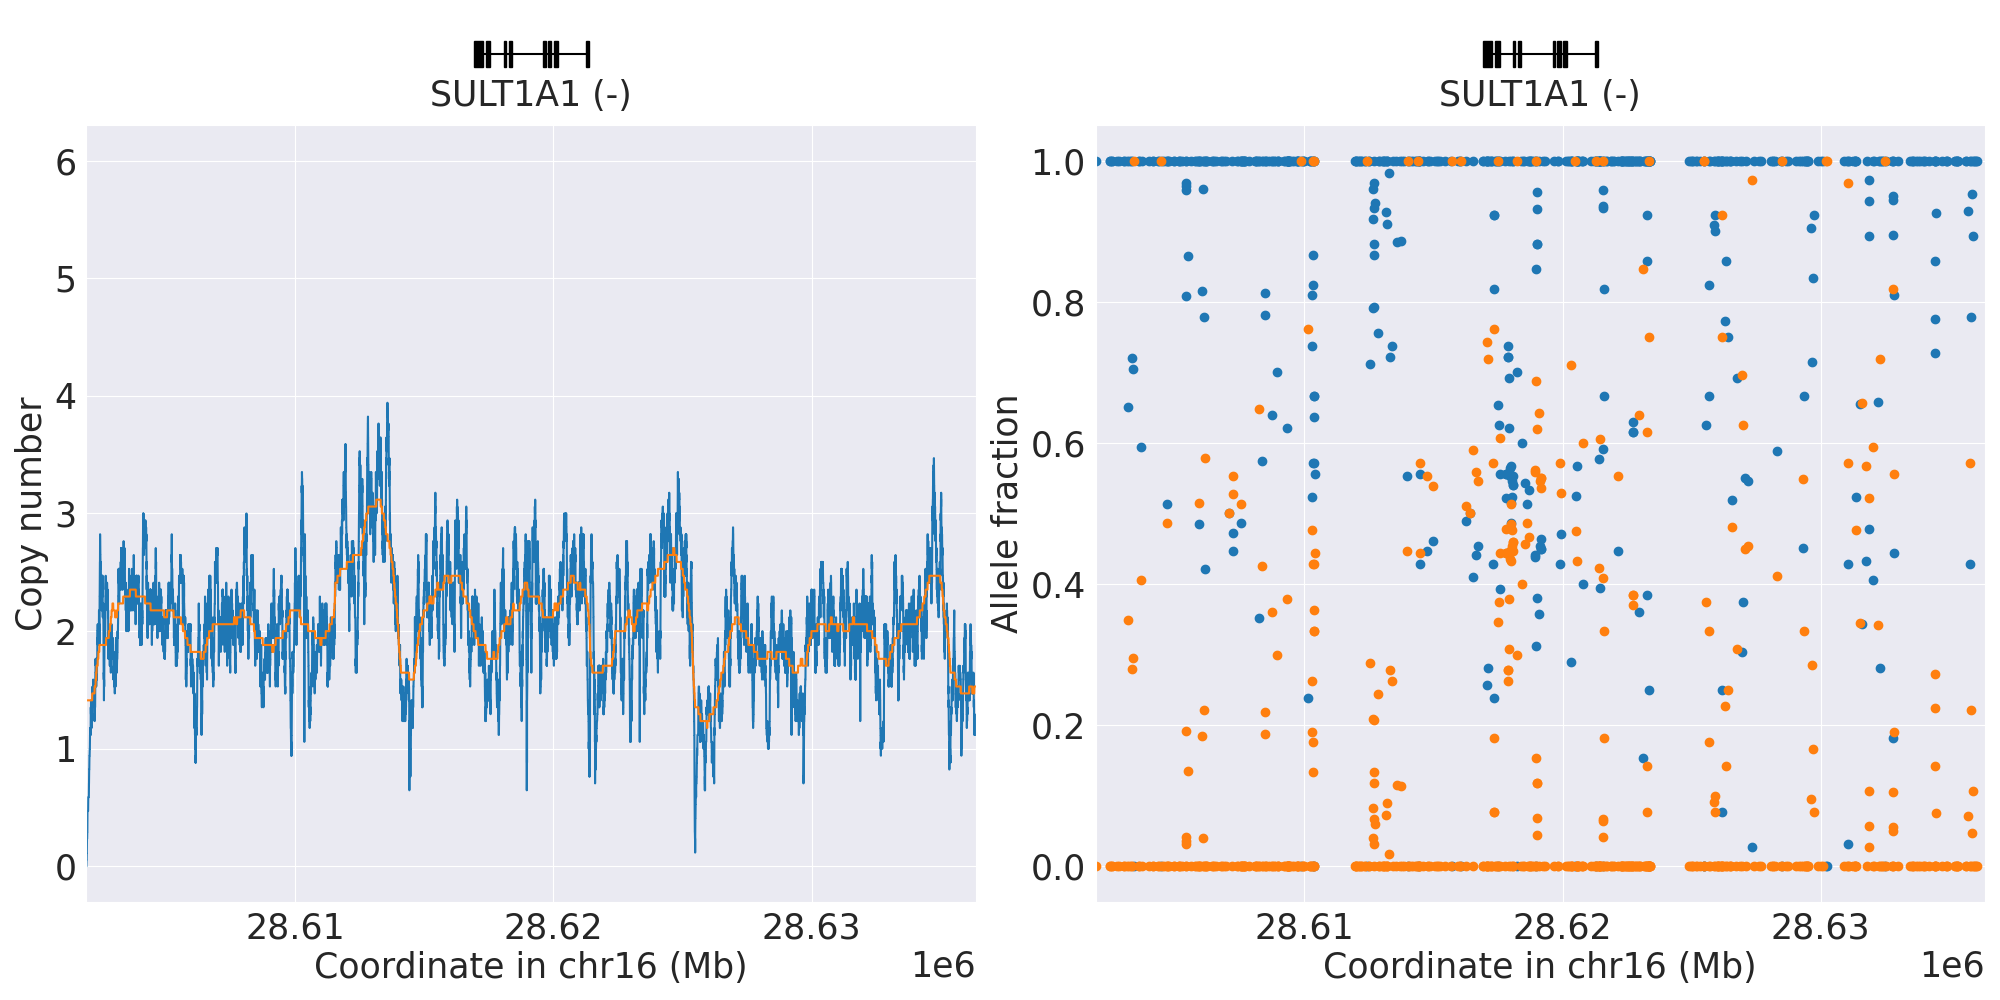 SULT1A1 (-)
6
5
4
3
2
1
0
Copy number
28.61
28.62
28.63
Coordinate in chr16 (Mb)
1e6
SULT1A1 (-)
1.0
0.8
0.6
0.4
0.2
0.0
Allele fraction
28.61
28.62
28.63
Coordinate in chr16 (Mb)
1e6